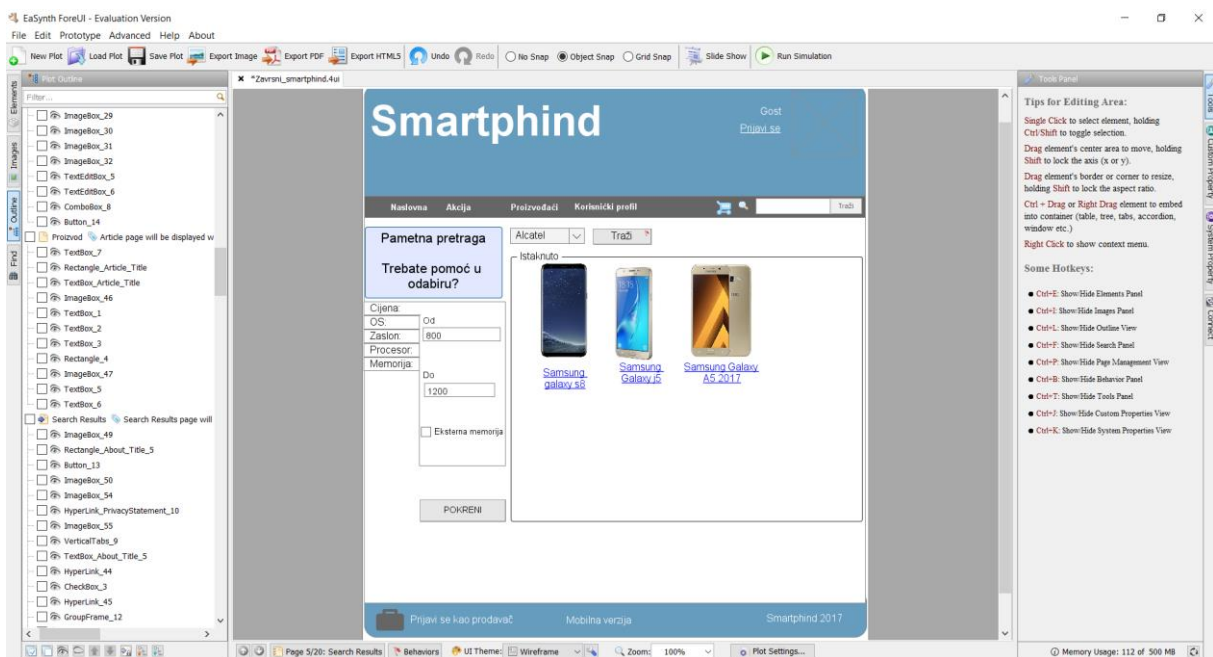 EaSynth ForeUI - Evaluation Version
File Edit Prototype Advanced Help About
New Plot Load Plot Save Plot Export Image Export PDF Export HTML5 Undo Redo No Snap Object Snap Grid Snap Slide Show Run Simulation
Elements
Images
Outline
Find
Plot Outline
Filter...
ImageBox_29
ImageBox_30
ImageBox_31
ImageBox_32
TextEditBox_5
TextEditBox_6
ComboBox_8
Button_14
Proizvod Article page will be displayed w
TextBox_7
Rectangle_Article_Title
TextBox_Article_Title
ImageBox_46
TextBox_1
TextBox_2
TextBox_3
Rectangle_4
ImageBox_47
TextBox_5
TextBox_6
Search Results Search Results page will
ImageBox_49
Rectangle_About_Title_5
Button_13
ImageBox_50
ImageBox_54
HyperLink_PrivacyStatement_10
ImageBox_55
VerticalTabs_9
TextBox_About_Title_5
HyperLink_44
CheckBox_3
HyperLink_45
GroupFrame_12
*Zavrsni_smartphind.4ui
Smartphind
Gost
Prijavi se
Naslovna Akcija Proizvođači Korisnički profil Traži
Pametna pretraga
Trebate pomoć u
odabiru?
Alcatel Traži
Istaknuto
Cijena:
OS:
Zaslon:
Procesor:
Memorija:
Od
800
Do
1200
Eksterna memorija
POKRENI
Samsung
galaxy s8
Samsung
Galaxy j5
Samsung Galaxy
A5 2017
Prijavi se kao prodavač Mobilna verzija Smartphind 2017
Page 5/20: Search Results Behaviors UI Theme: Wireframe Zoom: 100% Plot Settings...
Tools Panel
Tips for Editing Area:
Single Click to select element, holding
Ctrl/Shift to toggle selection.
Drag element's center area to move, holding
Shift to lock the axis (x or y).
Drag element's border or corner to resize,
holding Shift to lock the aspect ratio.
Ctrl + Drag or Right Drag element to embed
into container (table, tree, tabs, accordion,
window etc.)
Right Click to show context menu.
Some Hotkeys:
Ctrl+E: Show/Hide Elements Panel
Ctrl+I: Show/Hide Images Panel
Ctrl+L: Show/Hide Outline View
Ctrl+F: Show/Hide Search Panel
Ctrl+P: Show/Hide Page Management View
Ctrl+B: Show/Hide Behavior Panel
Ctrl+T: Show/Hide Tools Panel
Ctrl+J: Show/Hide Custom Properties View
Ctrl+K: Show/Hide System Properties View
Tools
Custom Property
System Property
Connect
Memory Usage: 112 of 500 MB